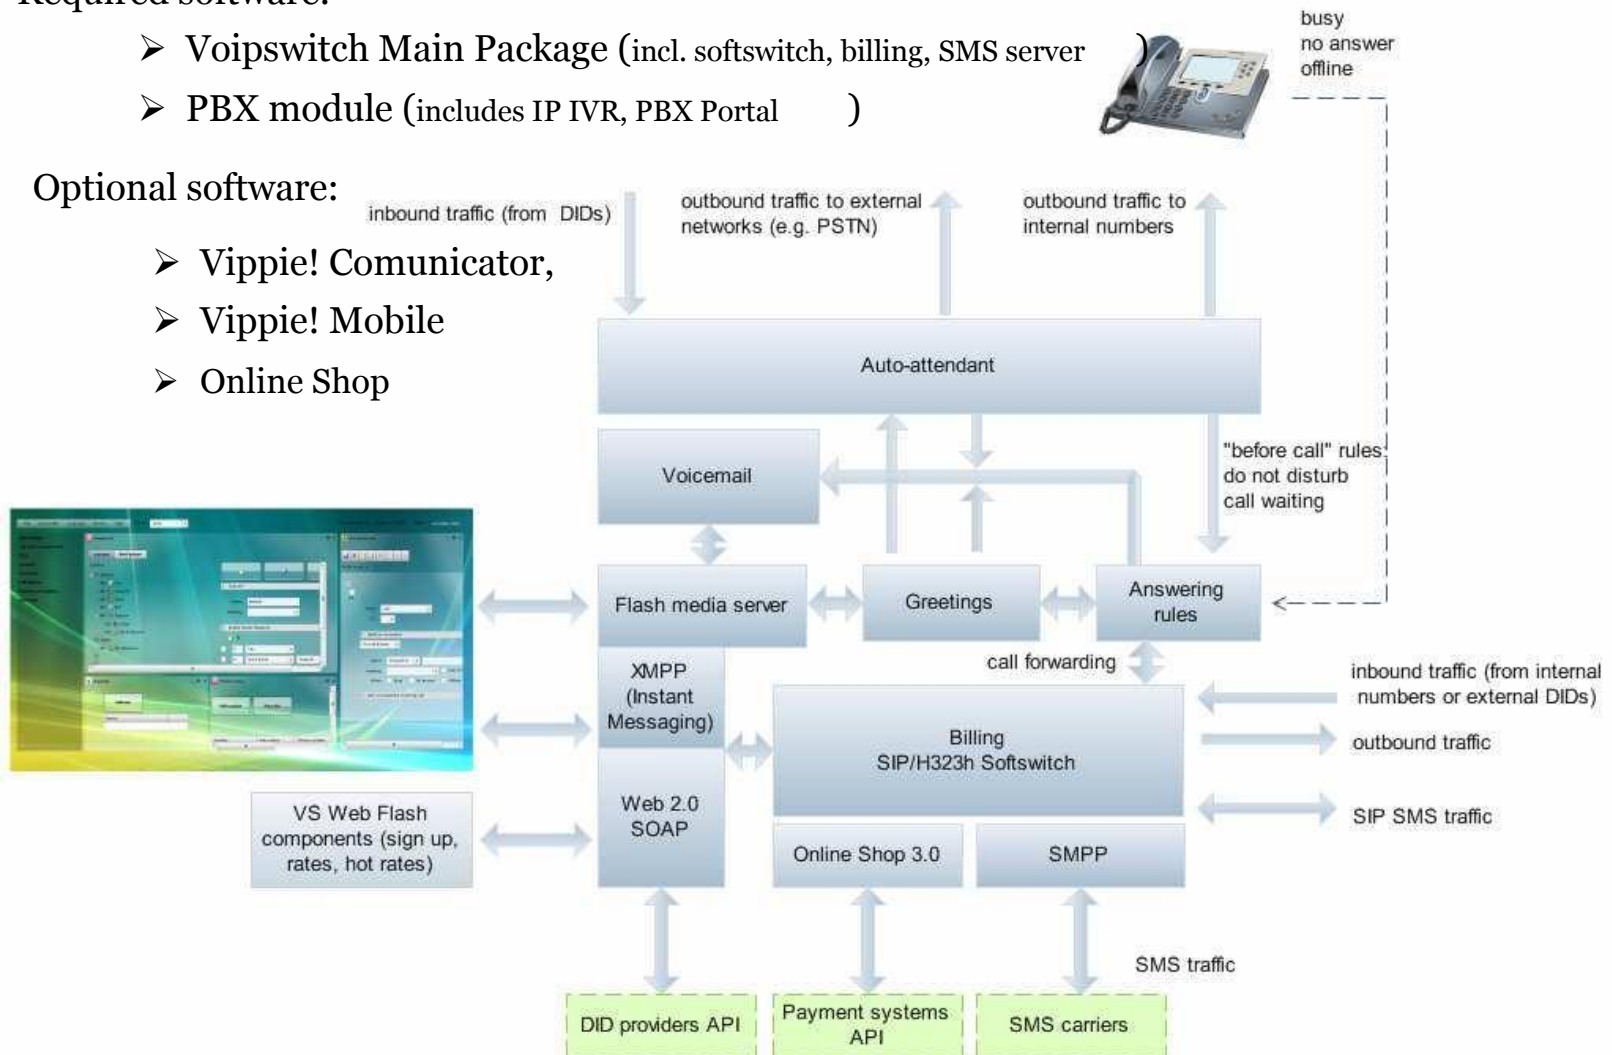 Required software:
➢ Voipswitch Main Package (incl. softswitch, billing, SMS server )
➢ PBX module (includes IP IVR, PBX Portal )
Optional software:
➢ Vippie! Comunicator,
➢ Vippie! Mobile
➢ Online Shop
busy
no answer
offline
inbound traffic (from DIDs)
outbound traffic to external
networks (e.g. PSTN)
outbound traffic to
internal numbers
Auto-attendant
Voicemail
"before call" rules:
do not disturb
call waiting
Flash media server
Greetings
Answering
rules
call forwarding
XMPP
(Instant
Messaging)
Billing
SIP/H323h Softswitch
inbound traffic (from internal
numbers or external DIDs)
outbound traffic
SIP SMS traffic
VS Web Flash
components (sign up,
rates, hot rates)
Web 2.0
SOAP
Online Shop 3.0
SMPP
SMS traffic
DID providers API
Payment systems
API
SMS carriers